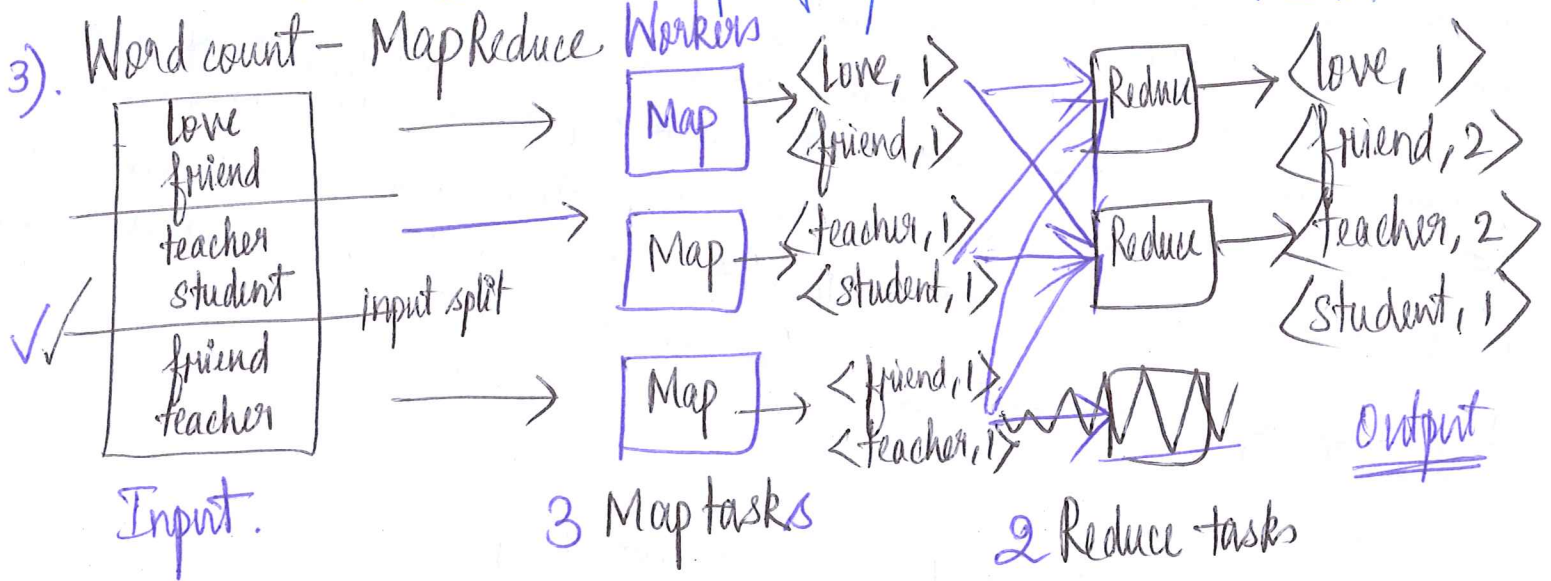 3). Word count - MapReduce
love
friend
teacher
student
friend
teacher
Input.
input split
Workers
Map
Map
Map
3 Map tasks
<love, 1>
<friend, 1>
<teacher, 1>
<student, 1>
<friend, 1>
<teacher, 1>
Reduce
Reduce
2 Reduce tasks
<love, 1>
<friend, 2>
<teacher, 2>
<student, 1>
Output